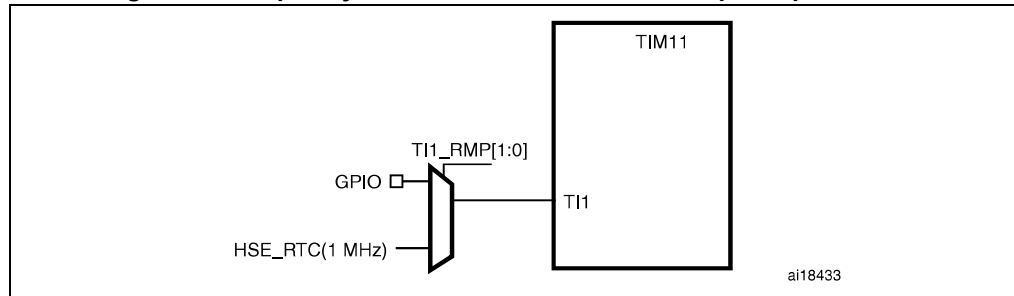 TIM11
TI1_RMP[1:0]
GPIO
TI1
HSE_RTC(1 MHz)
ai18433